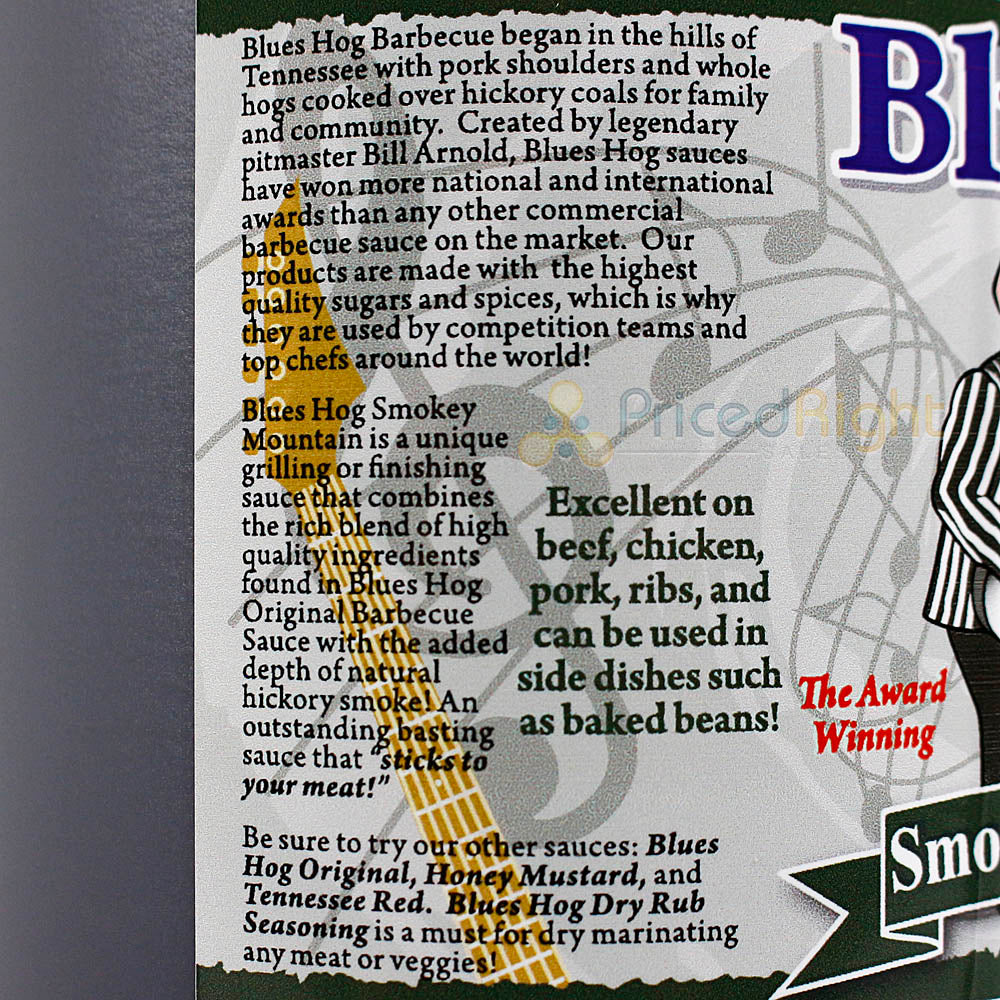 Blues Hog Barbecue began in the hills of
Tennessee with pork shoulders and whole
hogs cooked over hickory coals for family
and community. Created by legendary
pitmaster Bill Arnold, Blues Hog sauces
have won more national and international
awards than any other commercial
barbecue sauce on the market. Our
products are made with the highest
quality sugars and spices, which is why
they are used by competition teams and
top chefs around the world!
Blues Hog Smokey
Mountain is a unique
grilling or finishing
sauce that combines
the rich blend of high
quality ingredients
found in Blues Hog
Original Barbecue
Sauce with the added
depth of natural
hickory smoke! An
outstanding basting
sauce that "sticks to
your meat!"
Be sure to try our other sauces: Blues
Hog Original, Honey Mustard, and
Tennessee Red. Blues Hog Dry Rub
Seasoning is a must for dry marinating
any meat or veggies!
Excellent on
beef, chicken,
pork, ribs, and
can be used in
side dishes such
as baked beans!
PricedRight
The Award
Winning
Bl
Smo